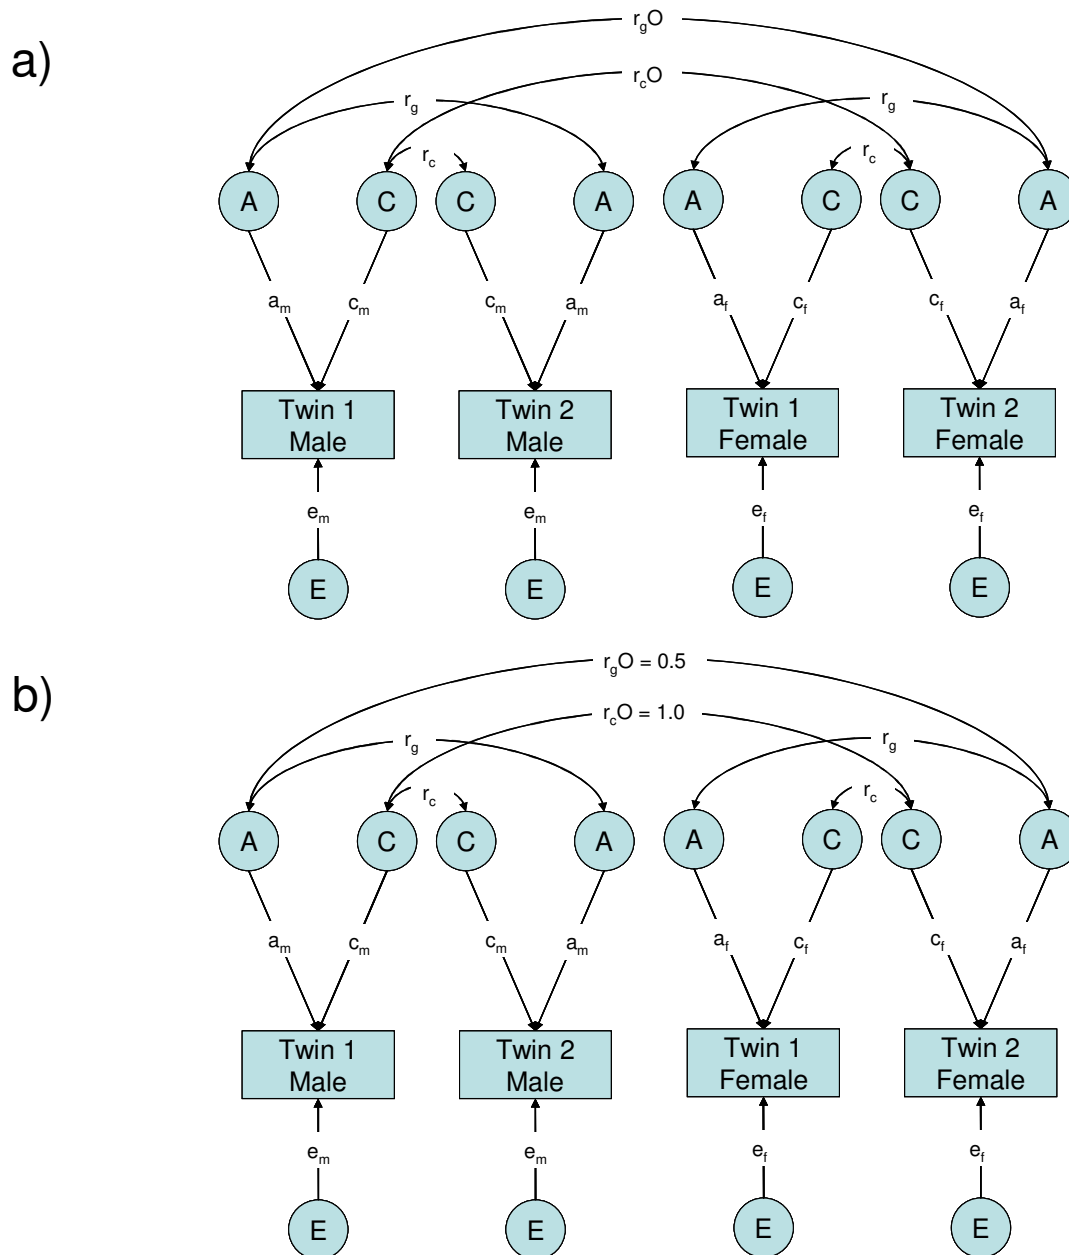 a)
r_gO
r_cO
r_g r_g
r_c r_c
A C C A A C C A
a_m c_m c_m a_m a_f c_f c_f a_f
Twin 1 Twin 2 Twin 1 Twin 2
Male Male Female Female
e_m e_m e_f e_f
E E E E
b)
r_gO = 0.5
r_cO = 1.0
r_g r_g
r_c r_c
A C C A A C C A
a_m c_m c_m a_m a_f c_f c_f a_f
Twin 1 Twin 2 Twin 1 Twin 2
Male Male Female Female
e_m e_m e_f e_f
E E E E